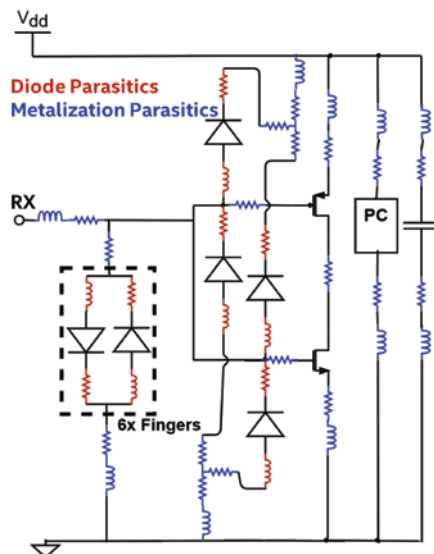 Vdd
Diode Parasitics
Metalization Parasitics
RX
PC
6x Fingers